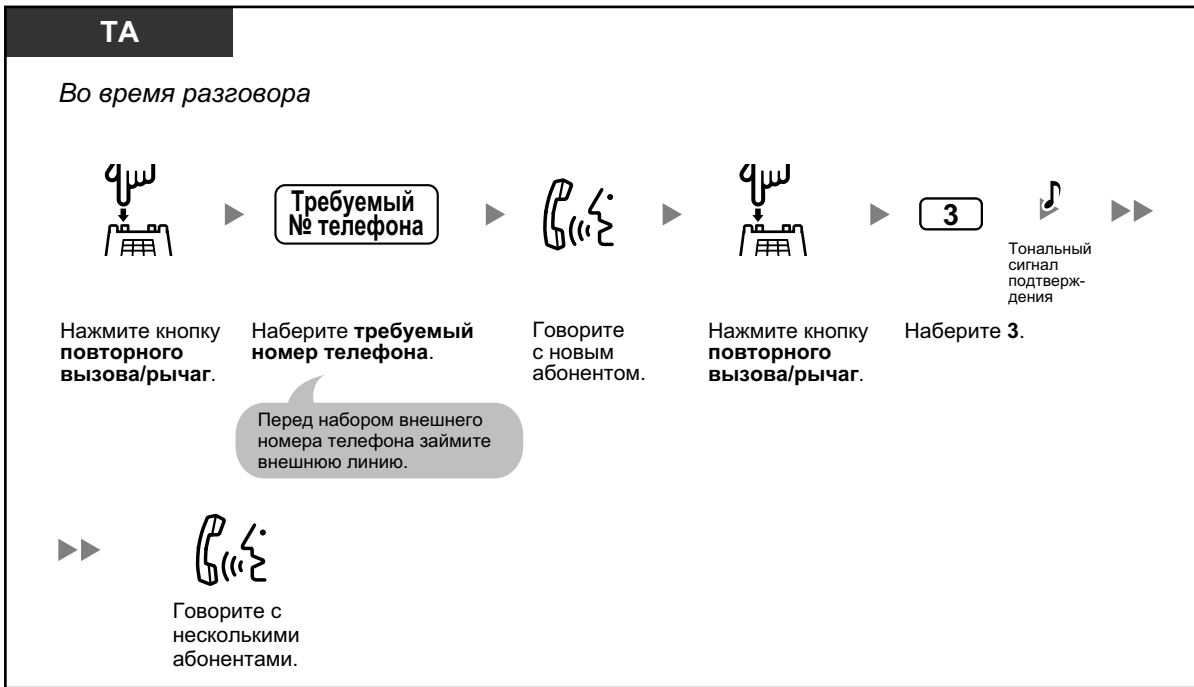 ТА
Во время разговора
Требуемый
№ телефона
3
Тональный
сигнал
подтверж-
дения
Нажмите кнопку
повторного
вызова/рычаг.
Наберите требуемый
номер телефона.
Говорите
с новым
абонентом.
Нажмите кнопку
повторного
вызова/рычаг.
Наберите 3.
Перед набором внешнего
номера телефона займите
внешнюю линию.
Говорите с
несколькими
абонентами.